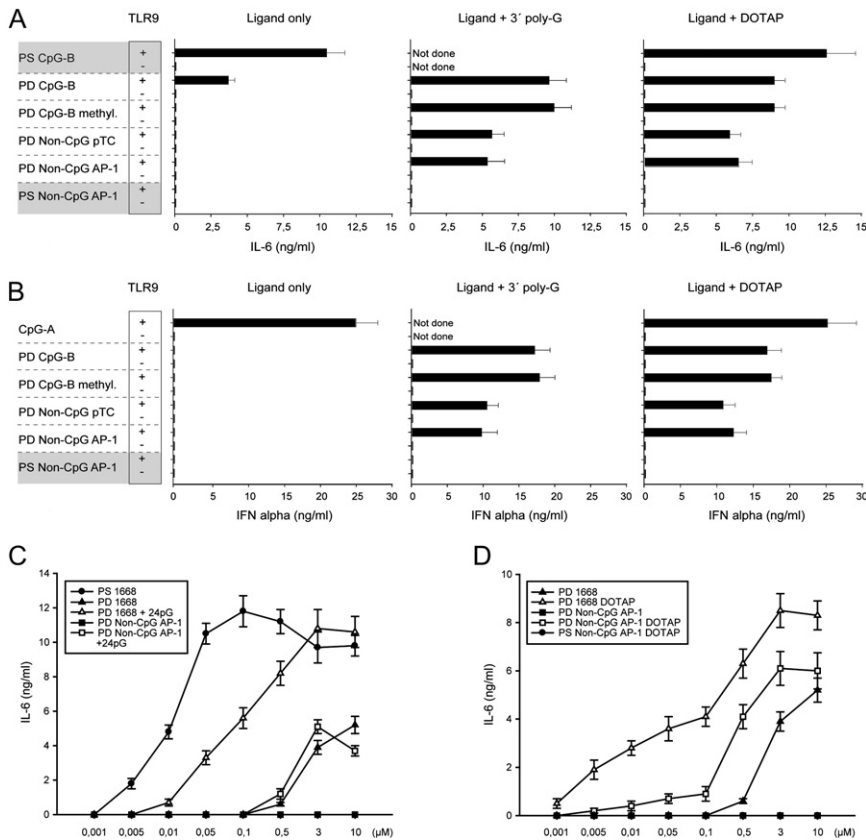 A
TLR9 Ligand only Ligand + 3´ poly-G Ligand + DOTAP
PS CpG-B + Not done
- Not done
PD CpG-B +
-
PD CpG-B methyl. +
-
PD Non-CpG pTC +
-
PD Non-CpG AP-1 +
-
PS Non-CpG AP-1 +
-
0 2,5 5 7,5 10 12,5 15 0 2,5 5 7,5 10 12,5 15 0 2,5 5 7,5 10 12,5 15
IL-6 (ng/ml) IL-6 (ng/ml) IL-6 (ng/ml)
B
TLR9 Ligand only Ligand + 3´ poly-G Ligand + DOTAP
CpG-A + Not done
- Not done
PD CpG-B +
-
PD CpG-B methyl. +
-
PD Non-CpG pTC +
-
PD Non-CpG AP-1 +
-
PS Non-CpG AP-1 +
-
0 5 10 15 20 25 30 0 5 10 15 20 25 30 0 5 10 15 20 25 30
IFN alpha (ng/ml) IFN alpha (ng/ml) IFN alpha (ng/ml)
C
14
12
10
8
6
4
2
0
IL-6 (ng/ml)
PS 1668
PD 1668
PD 1668 + 24pG
PD Non-CpG AP-1
PD Non-CpG AP-1
+24pG
0,001 0,005 0,01 0,05 0,1 0,5 3 10 (µM)
D
10
8
6
4
2
0
IL-6 (ng/ml)
PD 1668
PD 1668 DOTAP
PD Non-CpG AP-1
PD Non-CpG AP-1 DOTAP
PS Non-CpG AP-1 DOTAP
0,001 0,005 0,01 0,05 0,1 0,5 3 10 (µM)